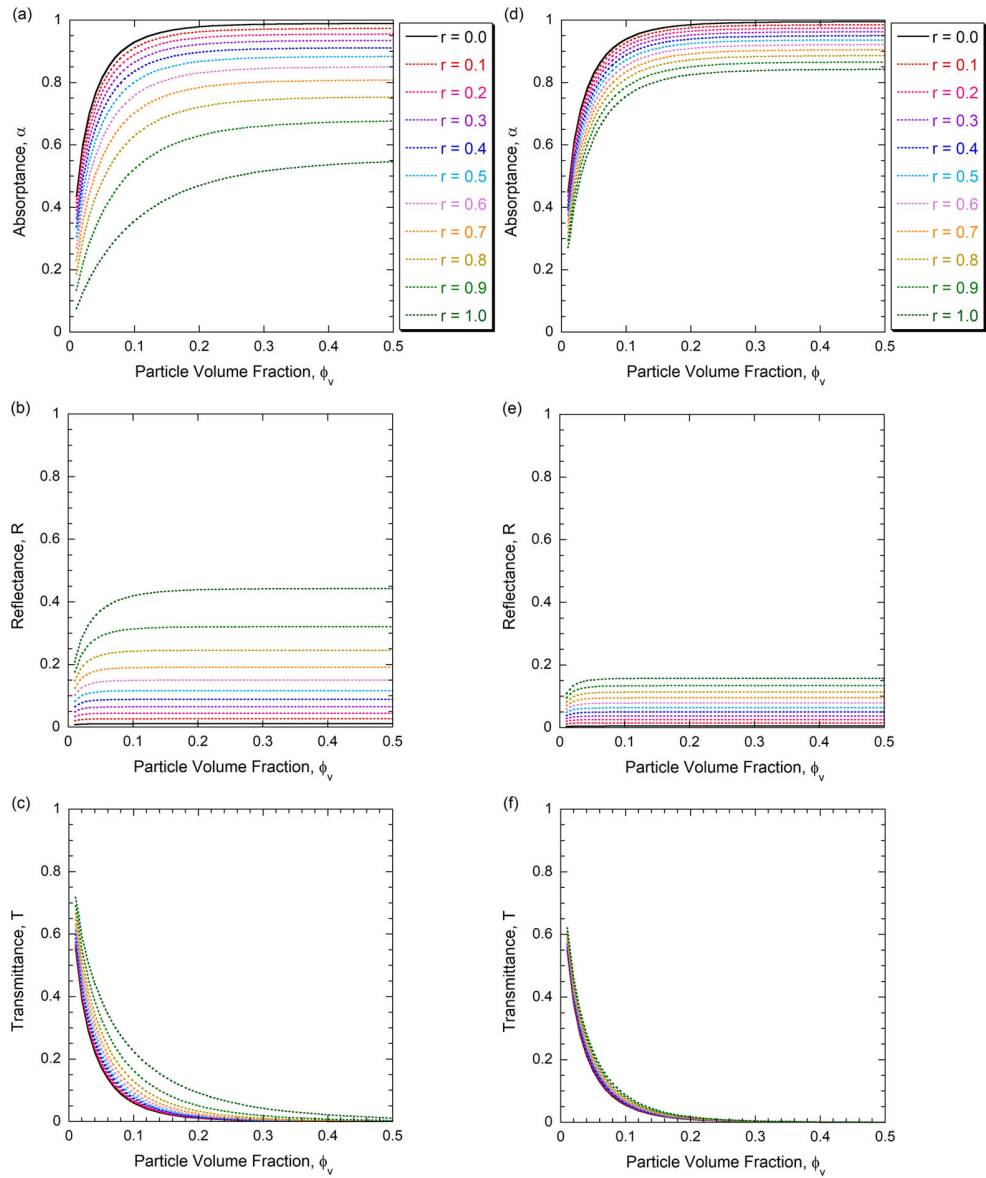 (a)
1
0.8
0.6
0.4
0.2
0
Absorptance, α
0
0.1
0.2
0.3
0.4
0.5
Particle Volume Fraction, ϕv
r = 0.0
r = 0.1
r = 0.2
r = 0.3
r = 0.4
r = 0.5
r = 0.6
r = 0.7
r = 0.8
r = 0.9
r = 1.0
(d)
1
0.8
0.6
0.4
0.2
0
Absorptance, α
0
0.1
0.2
0.3
0.4
0.5
Particle Volume Fraction, ϕv
r = 0.0
r = 0.1
r = 0.2
r = 0.3
r = 0.4
r = 0.5
r = 0.6
r = 0.7
r = 0.8
r = 0.9
r = 1.0
(b)
1
0.8
0.6
0.4
0.2
0
Reflectance, R
0
0.1
0.2
0.3
0.4
0.5
Particle Volume Fraction, ϕv
(e)
1
0.8
0.6
0.4
0.2
0
Reflectance, R
0
0.1
0.2
0.3
0.4
0.5
Particle Volume Fraction, ϕv
(c)
1
0.8
0.6
0.4
0.2
0
Transmittance, T
0
0.1
0.2
0.3
0.4
0.5
Particle Volume Fraction, ϕv
(f)
1
0.8
0.6
0.4
0.2
0
Transmittance, T
0
0.1
0.2
0.3
0.4
0.5
Particle Volume Fraction, ϕv